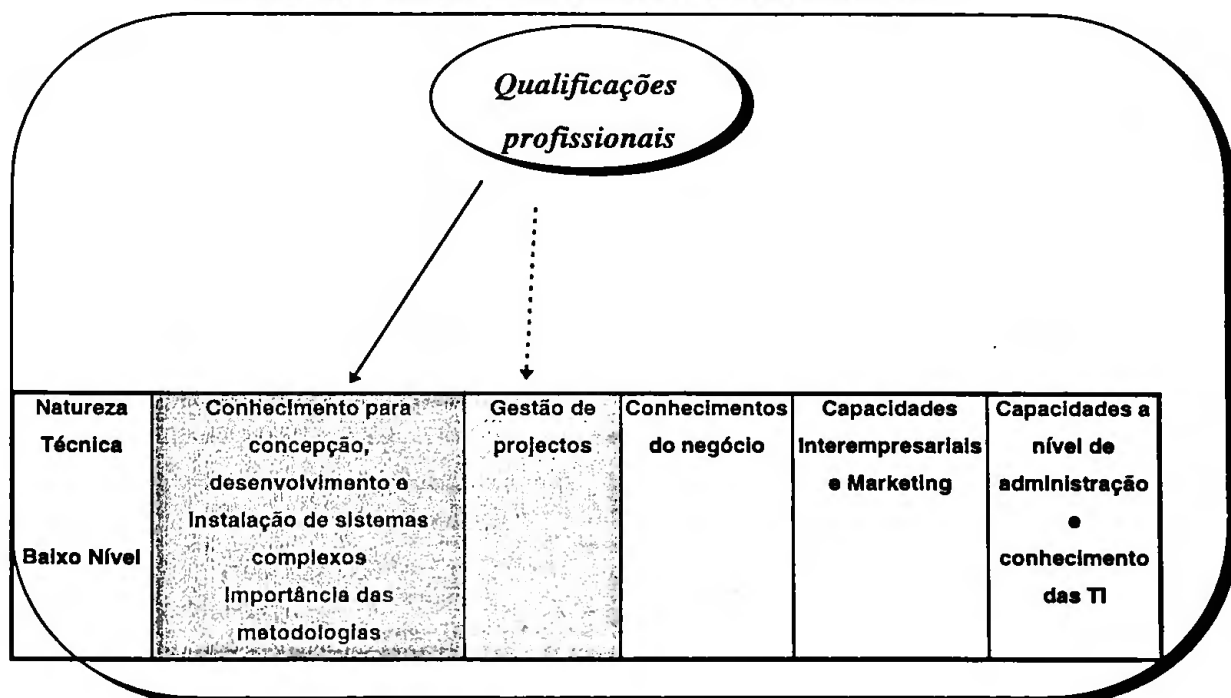 Qualificações
profissionais
Natureza
Técnica
Baixo Nível
Conhecimento para
concepção,
desenvolvimento e
Instalação de sistemas
complexos
Importância das
metodologias
Gestão de
projectos
Conhecimentos
do negócio
Capacidades
Interempresariais
e Marketing
Capacidades a
nível de
administração
e
conhecimento
das TI